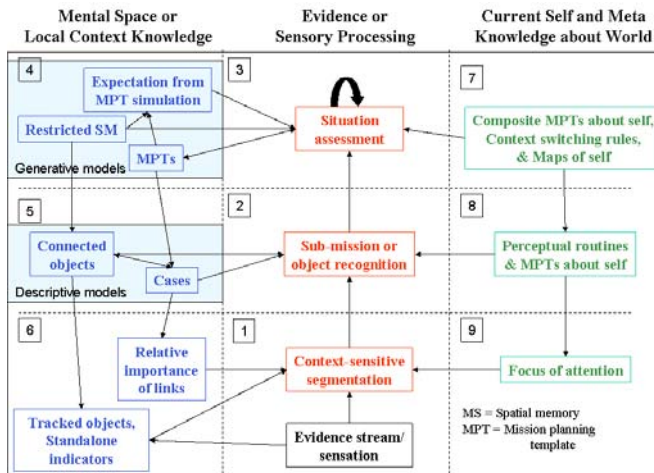 Mental Space or
Local Context Knowledge
Evidence or
Sensory Processing
Current Self and Meta
Knowledge about World
4
Expectation from
MPT simulation
Restricted SM
MPTs
Generative models
3
Situation
assessment
7
Composite MPTs about self,
Context switching rules,
& Maps of self
5
Connected
objects
Cases
Descriptive models
2
Sub-mission or
object recognition
8
Perceptual routines
& MPTs about self
6
Relative
importance
of links
Tracked objects,
Standalone
indicators
1
Context-sensitive
segmentation
Evidence stream/
sensation
9
Focus of attention
MS = Spatial memory
MPT = Mission planning
template